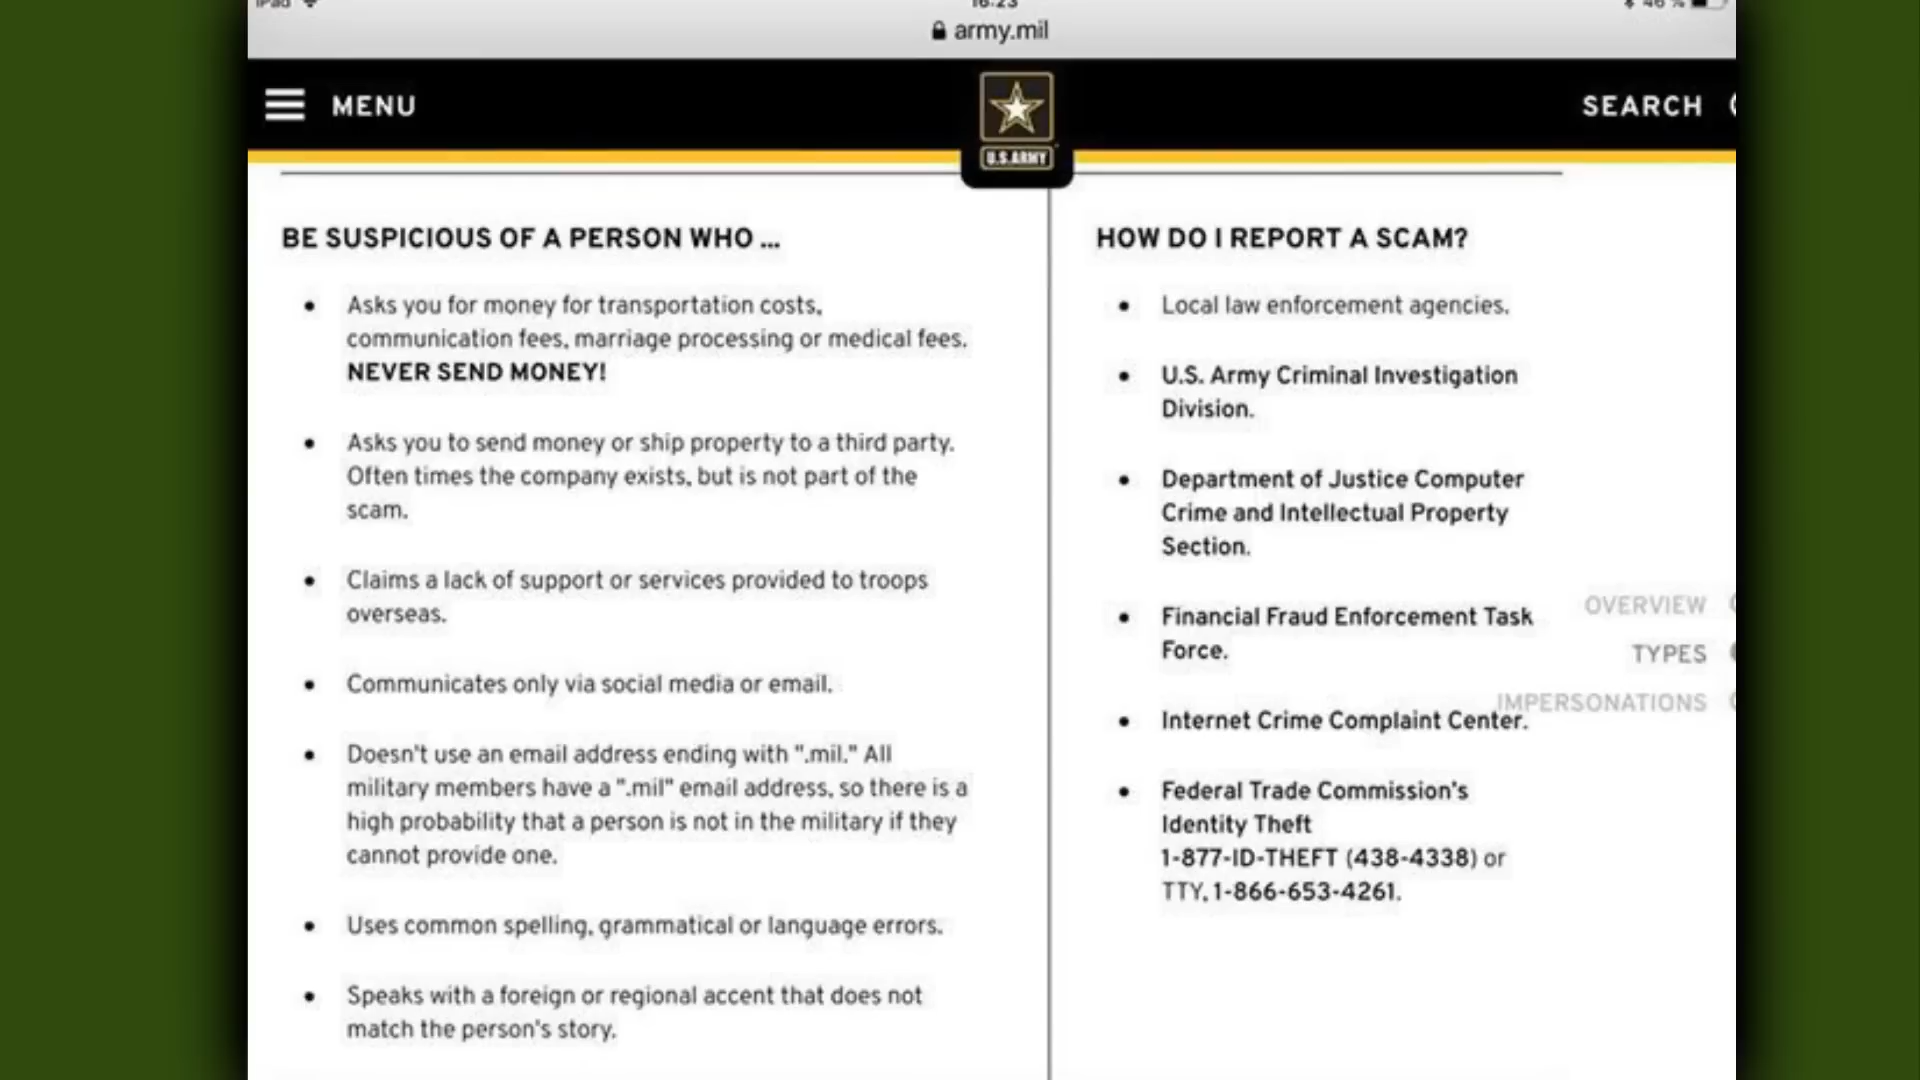 iPad
16:23
46 %
army.mil
MENU
SEARCH
U.S.ARMY
BE SUSPICIOUS OF A PERSON WHO ...
Asks you for money for transportation costs,
communication fees, marriage processing or medical fees.
NEVER SEND MONEY!
Asks you to send money or ship property to a third party.
Often times the company exists, but is not part of the
scam.
Claims a lack of support or services provided to troops
overseas.
Communicates only via social media or email.
Doesn't use an email address ending with ".mil." All
military members have a ".mil" email address, so there is a
high probability that a person is not in the military if they
cannot provide one.
Uses common spelling, grammatical or language errors.
Speaks with a foreign or regional accent that does not
match the person's story.
HOW DO I REPORT A SCAM?
Local law enforcement agencies.
U.S. Army Criminal Investigation
Division.
Department of Justice Computer
Crime and Intellectual Property
Section.
Financial Fraud Enforcement Task
Force.
Internet Crime Complaint Center.
Federal Trade Commission's
Identity Theft
1-877-ID-THEFT (438-4338) or
TTY, 1-866-653-4261.
OVERVIEW
TYPES
IMPERSONATIONS